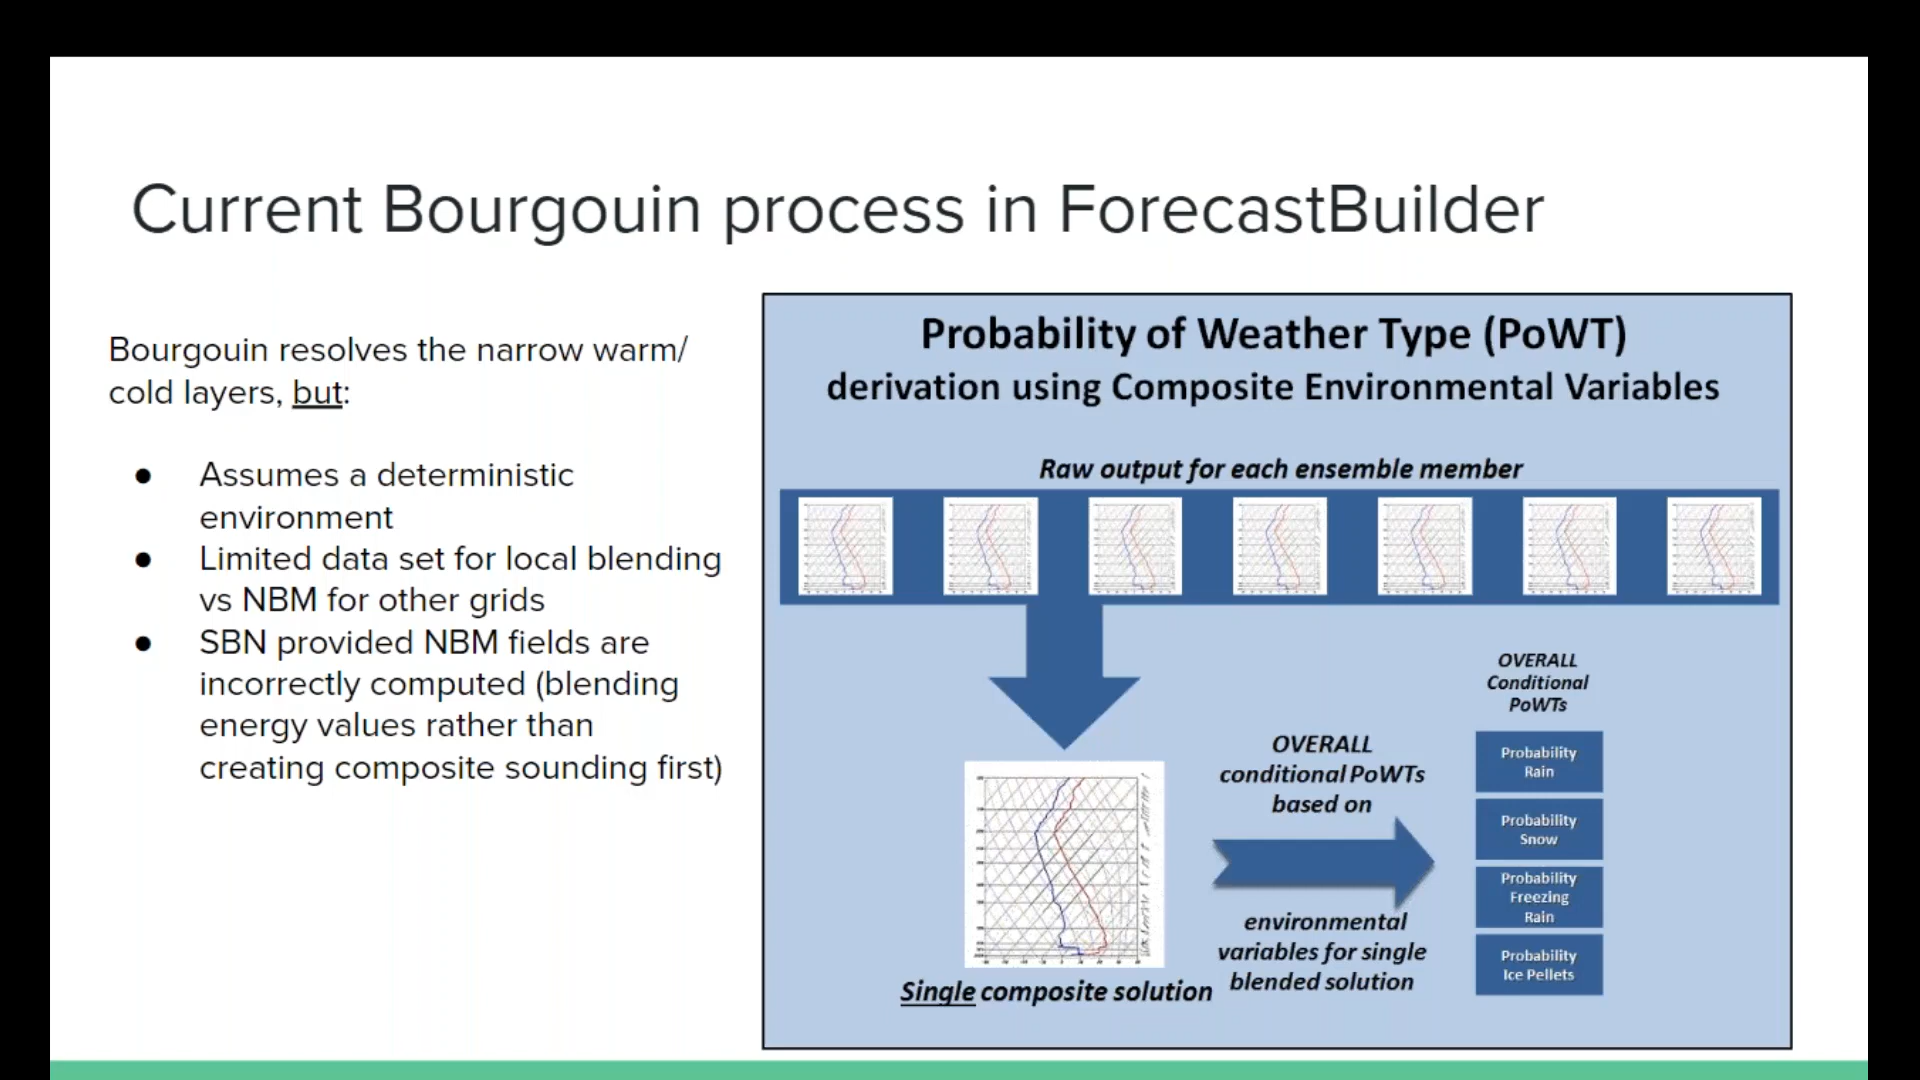 Current Bourgouin process in ForecastBuilder
Bourgouin resolves the narrow warm/
cold layers, but:
● Assumes a deterministic
environment
● Limited data set for local blending
vs NBM for other grids
● SBN provided NBM fields are
incorrectly computed (blending
energy values rather than
creating composite sounding first)
Probability of Weather Type (PoWT)
derivation using Composite Environmental Variables
Raw output for each ensemble member
OVERALL
conditional PoWTs
based on
environmental
variables for single
blended solution
Single composite solution
OVERALL
Conditional
PoWTs
Probability
Rain
Probability
Snow
Probability
Freezing
Rain
Probability
Ice Pellets